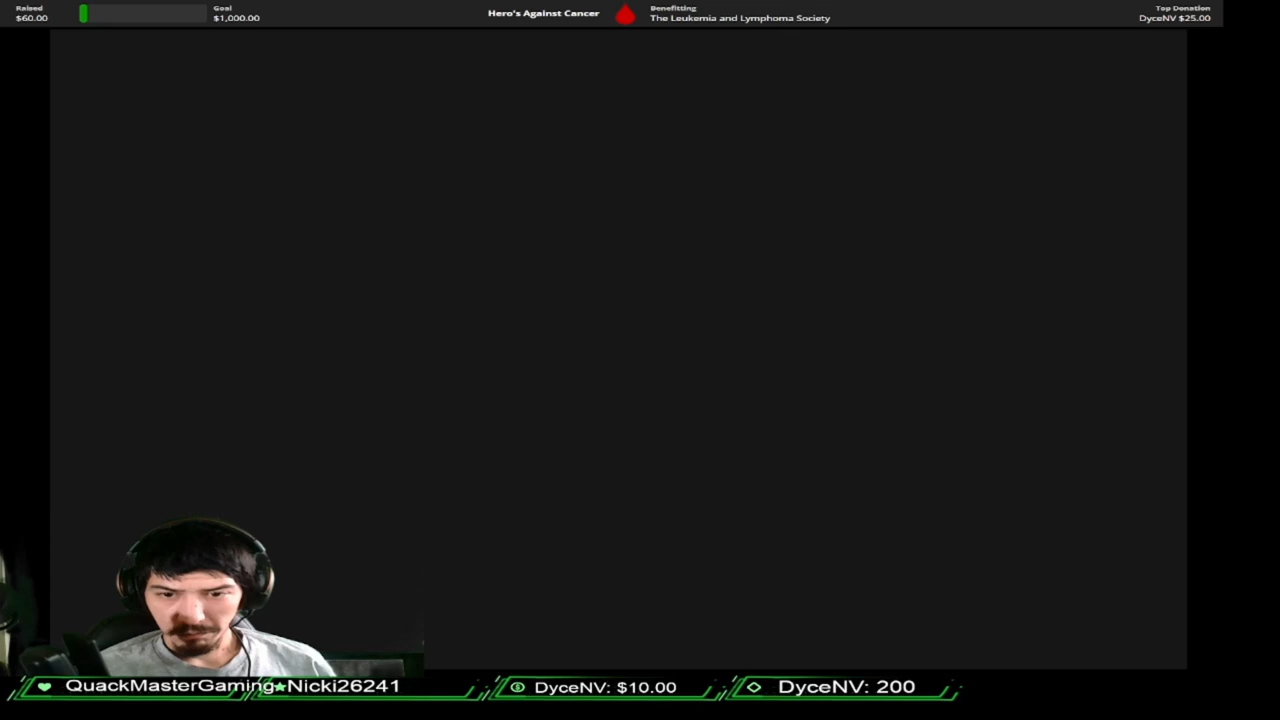 Raised
$60.00
Goal
$1,000.00
Hero's Against Cancer
Benefitting
The Leukemia and Lymphoma Society
Top Donation
DyceNV $25.00
QuackMasterGaming
Nicki26241
DyceNV: $10.00
DyceNV: 200